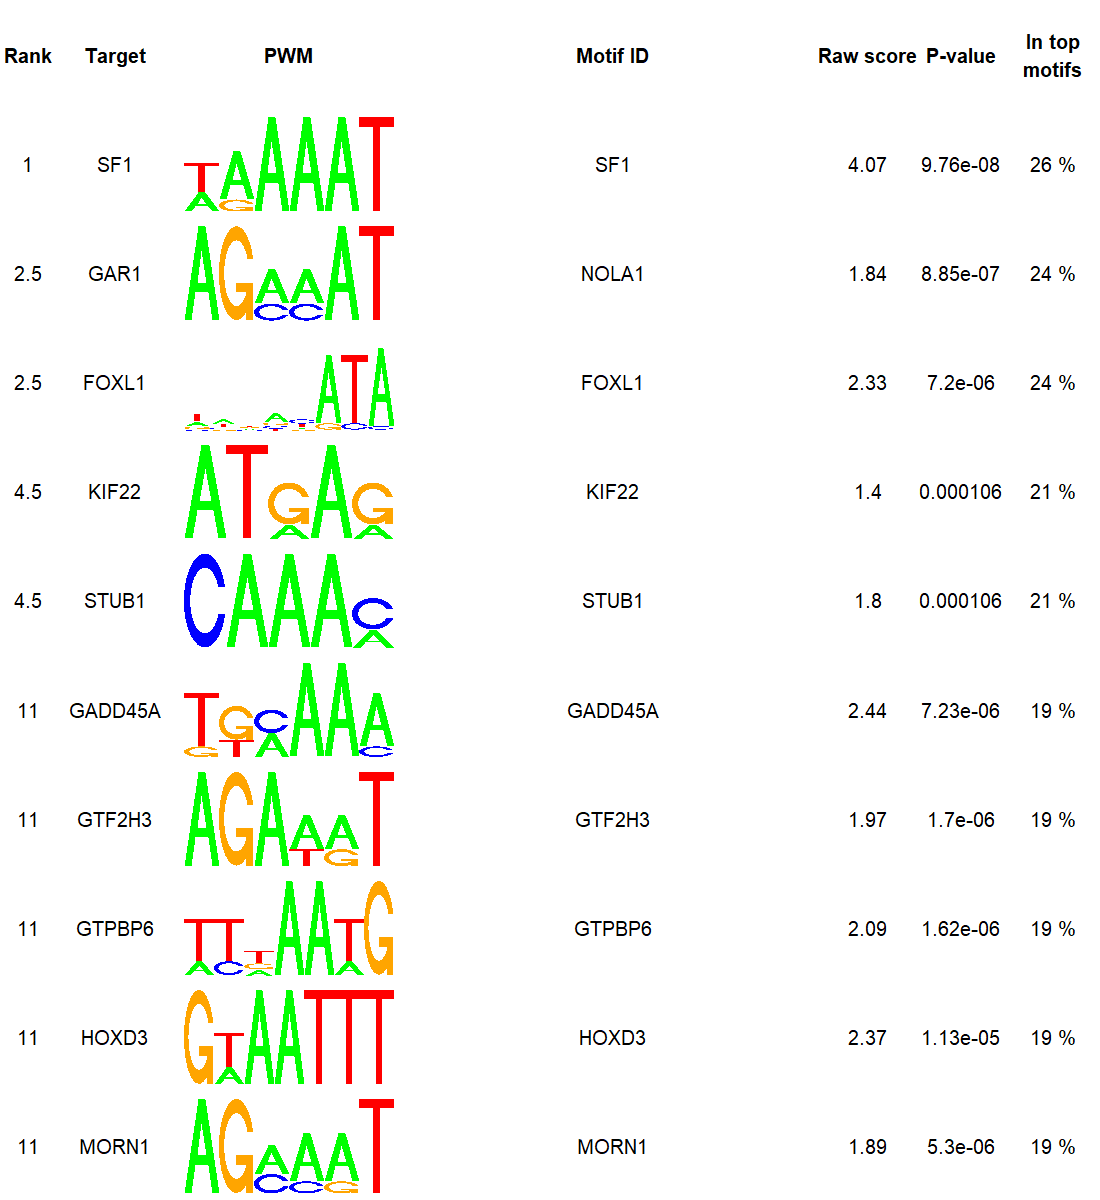 Rank Target PWM Motif ID Raw score P-value In top motifs
1 SF1 SF1 4.07 9.76e-08 26 %
2.5 GAR1 NOLA1 1.84 8.85e-07 24 %
2.5 FOXL1 FOXL1 2.33 7.2e-06 24 %
4.5 KIF22 KIF22 1.4 0.000106 21 %
4.5 STUB1 STUB1 1.8 0.000106 21 %
11 GADD45A GADD45A 2.44 7.23e-06 19 %
11 GTF2H3 GTF2H3 1.97 1.7e-06 19 %
11 GTPBP6 GTPBP6 2.09 1.62e-06 19 %
11 HOXD3 HOXD3 2.37 1.13e-05 19 %
11 MORN1 MORN1 1.89 5.3e-06 19 %